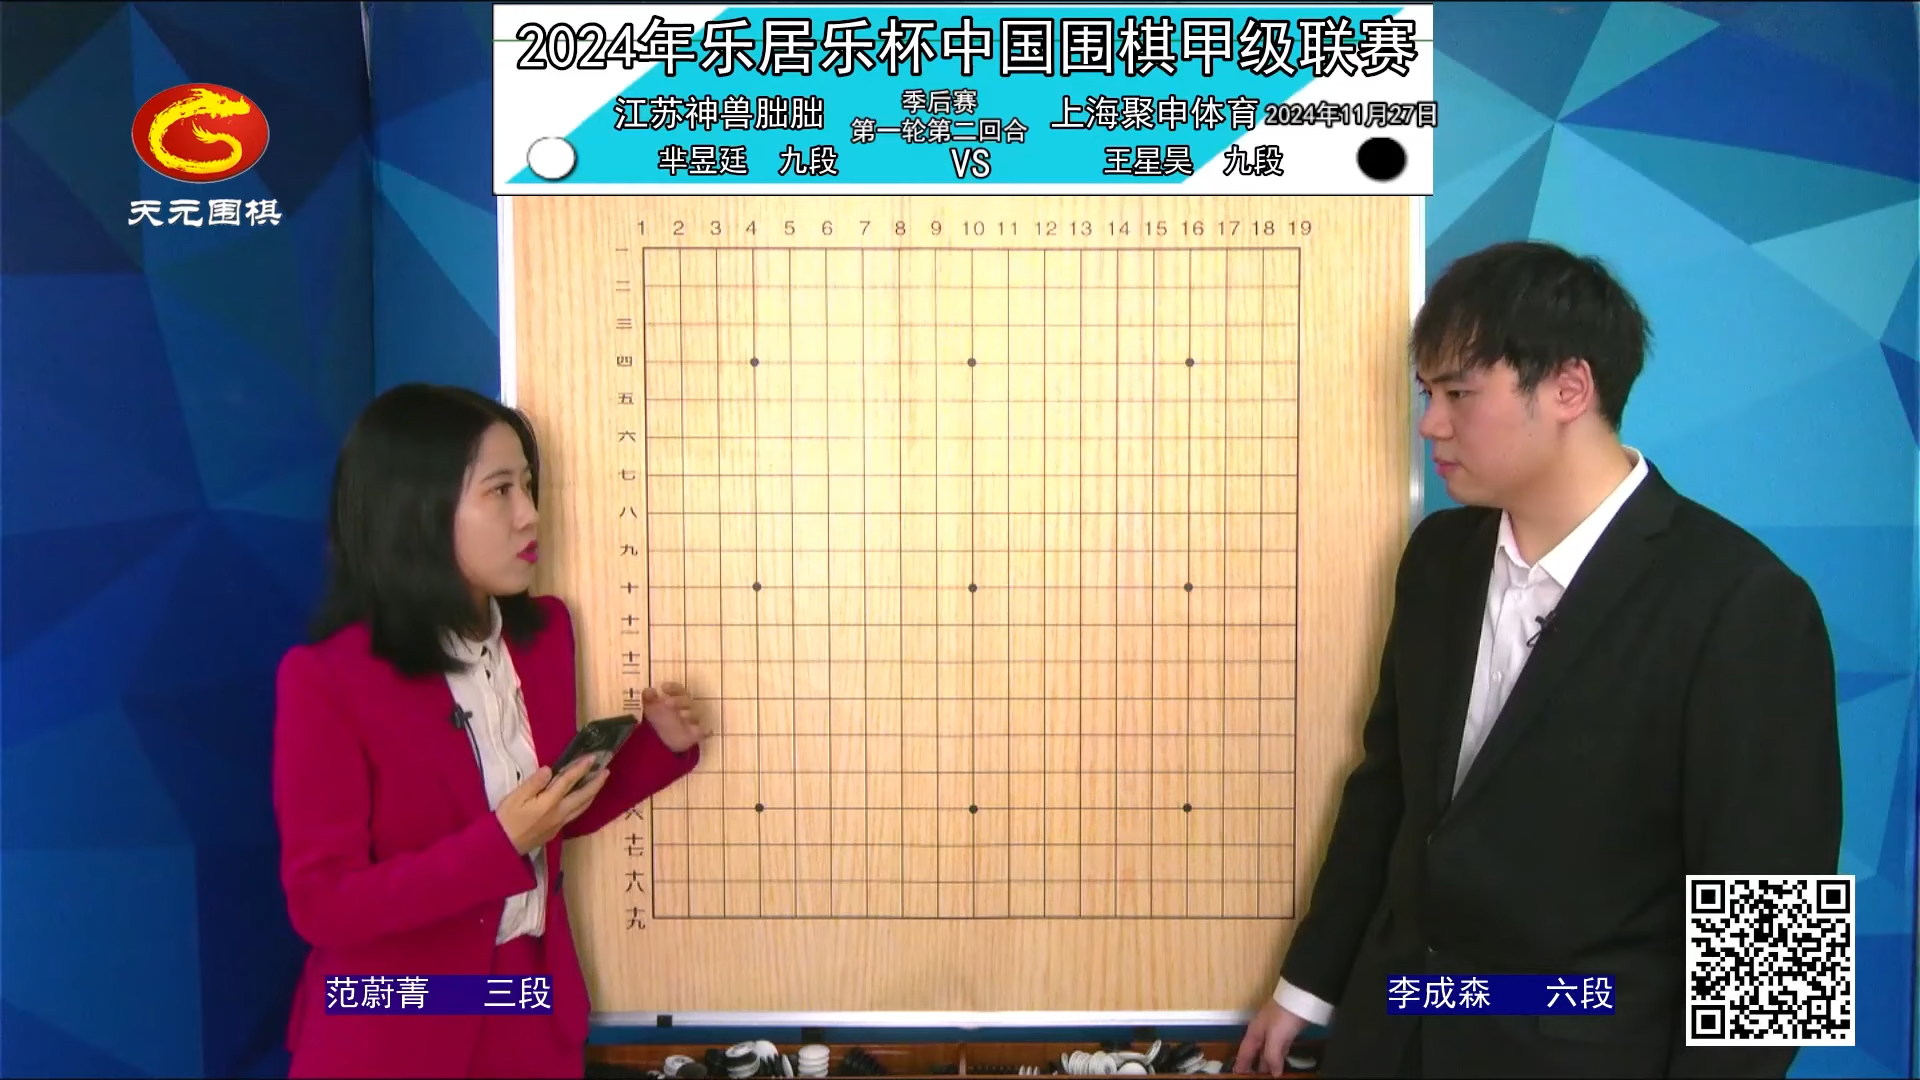 2024年乐居乐杯中国围棋甲级联赛
江苏神兽朏朏
季后赛
第一轮第二回合
上海聚申体育
2024年11月27日
芈昱廷 九段
VS
王星昊 九段
天元围棋
1 2 3 4 5 6 7 8 9 10 11 12 13 14 15 16 17 18 19
一
二
三
四
五
六
七
八
九
十
十一
十二
十三
六
十七
十八
十九
范蔚菁 三段
李成森 六段